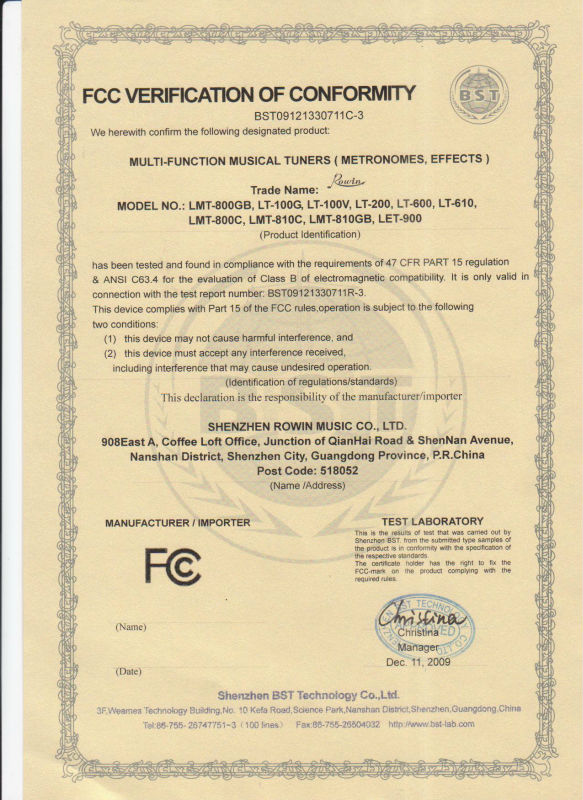 FCC VERIFICATION OF CONFORMITY
BST
BST09121330711C-3
We herewith confirm the following designated product:
MULTI-FUNCTION MUSICAL TUNERS ( METRONOMES, EFFECTS )
Trade Name: Rowin
MODEL NO.: LMT-800GB, LT-100G, LT-100V, LT-200, LT-600, LT-610,
LMT-800C, LMT-810C, LMT-810GB, LET-900
(Product Identification)
has been tested and found in compliance with the requirements of 47 CFR PART 15 regulation
& ANSI C63.4 for the evaluation of Class B of electromagnetic compatibility. It is only valid in
connection with the test report number: BST09121330711R-3.
This device complies with Part 15 of the FCC rules,operation is subject to the following
two conditions:
(1) this device may not cause harmful interference, and
(2) this device must accept any interference received,
including interference that may cause undesired operation.
(Identification of regulations/standards)
This declaration is the responsibility of the manufacturer/importer
BST
SHENZHEN ROWIN MUSIC CO., LTD.
908East A, Coffee Loft Office, Junction of QianHai Road & ShenNan Avenue,
Nanshan District, Shenzhen City, Guangdong Province, P.R.China
Post Code: 518052
(Name /Address)
MANUFACTURER / IMPORTER
FCC
(Name)
(Date)
TEST LABORATORY
This is the results of test that was carried out by
Shenzhen BST. from the submitted type samples of
the product is in conformity with the specification of
the respective standards.
The certificate holder has the right to fix the
FCC-mark on the product complying with the
required rules.
Christina
Christina
Manager
Dec. 11, 2009
Shenzhen BST Technology Co.,Ltd.
3F,Weames Technology Building,No. 10 Kefa Road,Science Park,Nanshan District,Shenzhen,Guangdong,China
Tel:86-755- 26747751~3 (100 lines) Fax:86-755-26504032 http://www.bst-lab.com